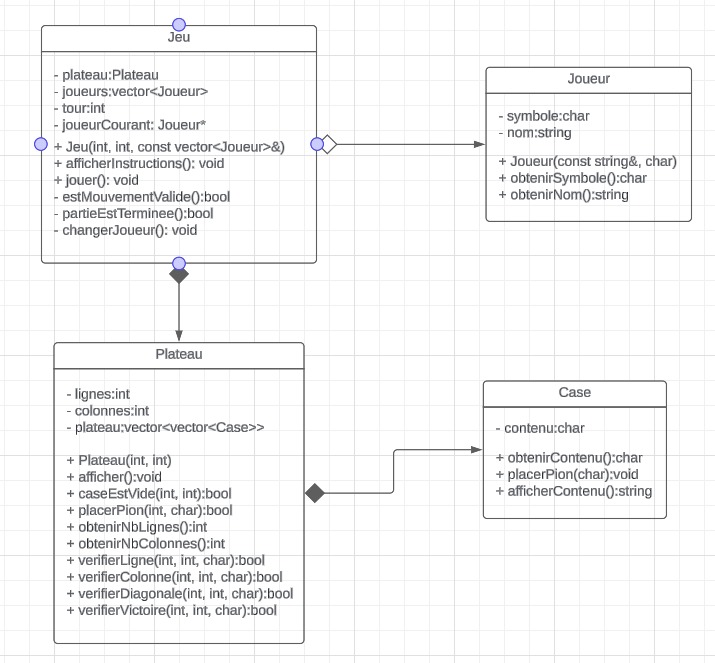 Jeu
- plateau:Plateau
- joueurs:vector<Joueur>
- tour:int
- joueurCourant: Joueur*
+ Jeu(int, int, const vector<Joueur>&)
+ afficherInstructions(): void
+ jouer(): void
- estMouvementValide():bool
- partieEstTerminee():bool
- changerJoueur(): void
Joueur
- symbole:char
- nom:string
+ Joueur(const string&, char)
+ obtenirSymbole():char
+ obtenirNom():string
Plateau
- lignes:int
- colonnes:int
- plateau:vector<vector<Case>>
+ Plateau(int, int)
+ afficher():void
+ caseEstVide(int, int):bool
+ placerPion(int, char):bool
+ obtenirNbLignes():int
+ obtenirNbColonnes():int
+ verifierLigne(int, int, char):bool
+ verifierColonne(int, int, char):bool
+ verifierDiagonale(int, int, char):bool
+ verifierVictoire(int, int, char):bool
Case
- contenu:char
+ obtenirContenu():char
+ placerPion(char):void
+ afficherContenu():string